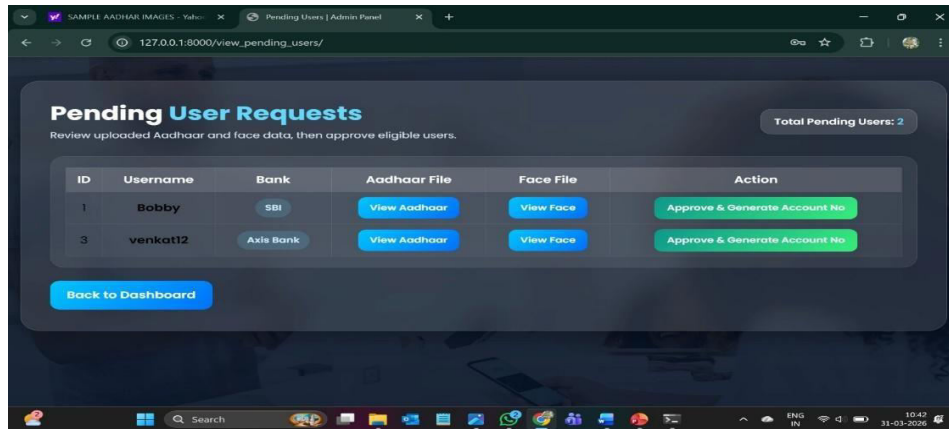 SAMPLE AADHAR IMAGES - Yaho
Pending Users | Admin Panel
127.0.0.1:8000/view_pending_users/
Pending User Requests
Review uploaded Aadhaar and face data, then approve eligible users.
Total Pending Users: 2
ID Username Bank Aadhaar File Face File Action
1 Bobby SBI View Aadhaar View Face Approve & Generate Account No
3 venkat12 Axis Bank View Aadhaar View Face Approve & Generate Account No
Back to Dashboard
Search
ENG
IN
10:42
31-03-2026